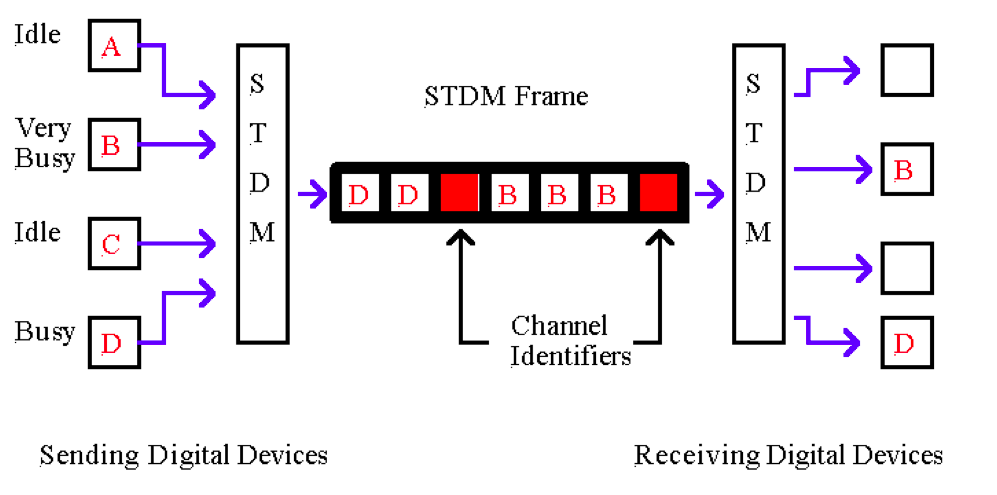 Idle
A
Very
Busy
B
Idle
C
Busy
D
S
T
D
M
STDM Frame
D D B B B
Channel
Identifiers
S
T
D
M
B
D
Sending Digital Devices
Receiving Digital Devices